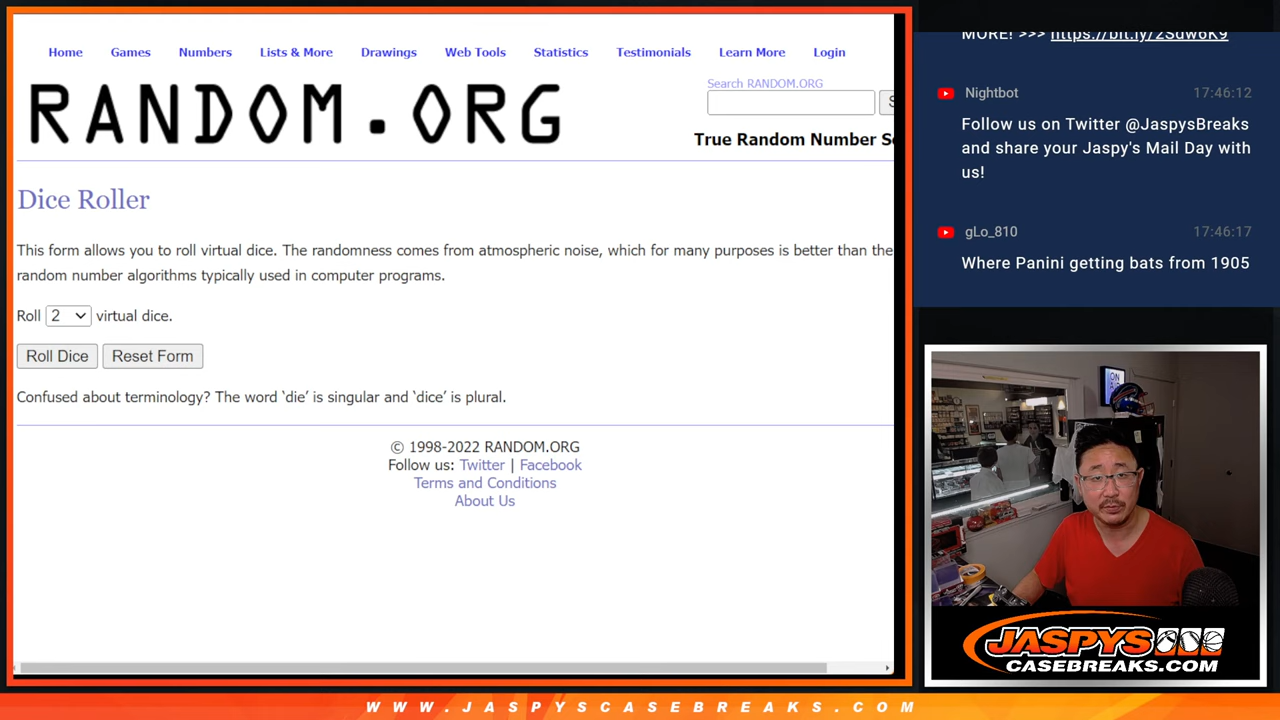 Home Games Numbers Lists & More Drawings Web Tools Statistics Testimonials Learn More Login
RANDOM.ORG
Search RANDOM.ORG
True Random Number
Dice Roller
This form allows you to roll virtual dice. The randomness comes from atmospheric noise, which for many purposes is better than the
random number algorithms typically used in computer programs.
Roll 2 virtual dice.
Roll Dice Reset Form
Confused about terminology? The word ‘die’ is singular and ‘dice’ is plural.
© 1998-2022 RANDOM.ORG
Follow us: Twitter | Facebook
Terms and Conditions
About Us
MORE! >>> https://bit.ly/2Sdw6K9
Nightbot 17:46:12
Follow us on Twitter @JaspysBreaks
and share your Jaspy's Mail Day with
us!
gLo_810 17:46:17
Where Panini getting bats from 1905
ON
JASPYS
CASEBREAKS.COM
WWW.JASPYSCASEBREAKS.COM